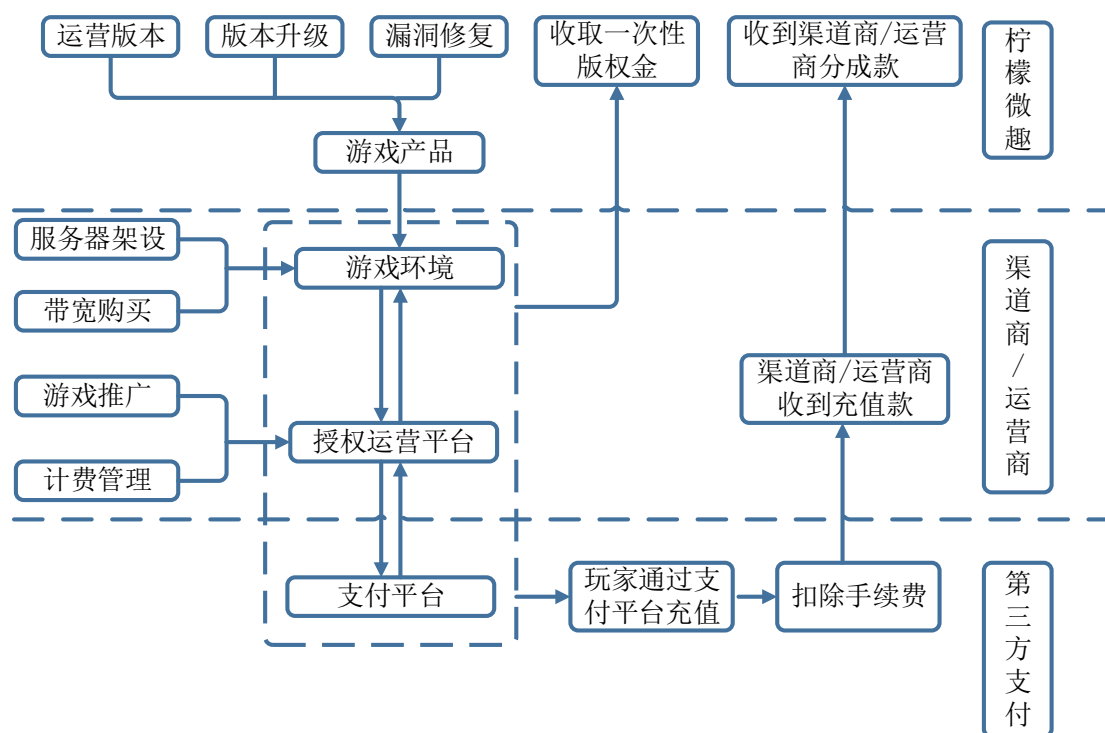 运营版本
版本升级
漏洞修复
收取一次性
版权金
收到渠道商/运营
商分成款
柠
檬
微
趣
游戏产品
服务器架设
游戏环境
带宽购买
渠
道
商
/
运
营
商
游戏推广
渠道商/运营商
收到充值款
授权运营平台
计费管理
支付平台
玩家通过支
付平台充值
扣除手续费
第
三
方
支
付